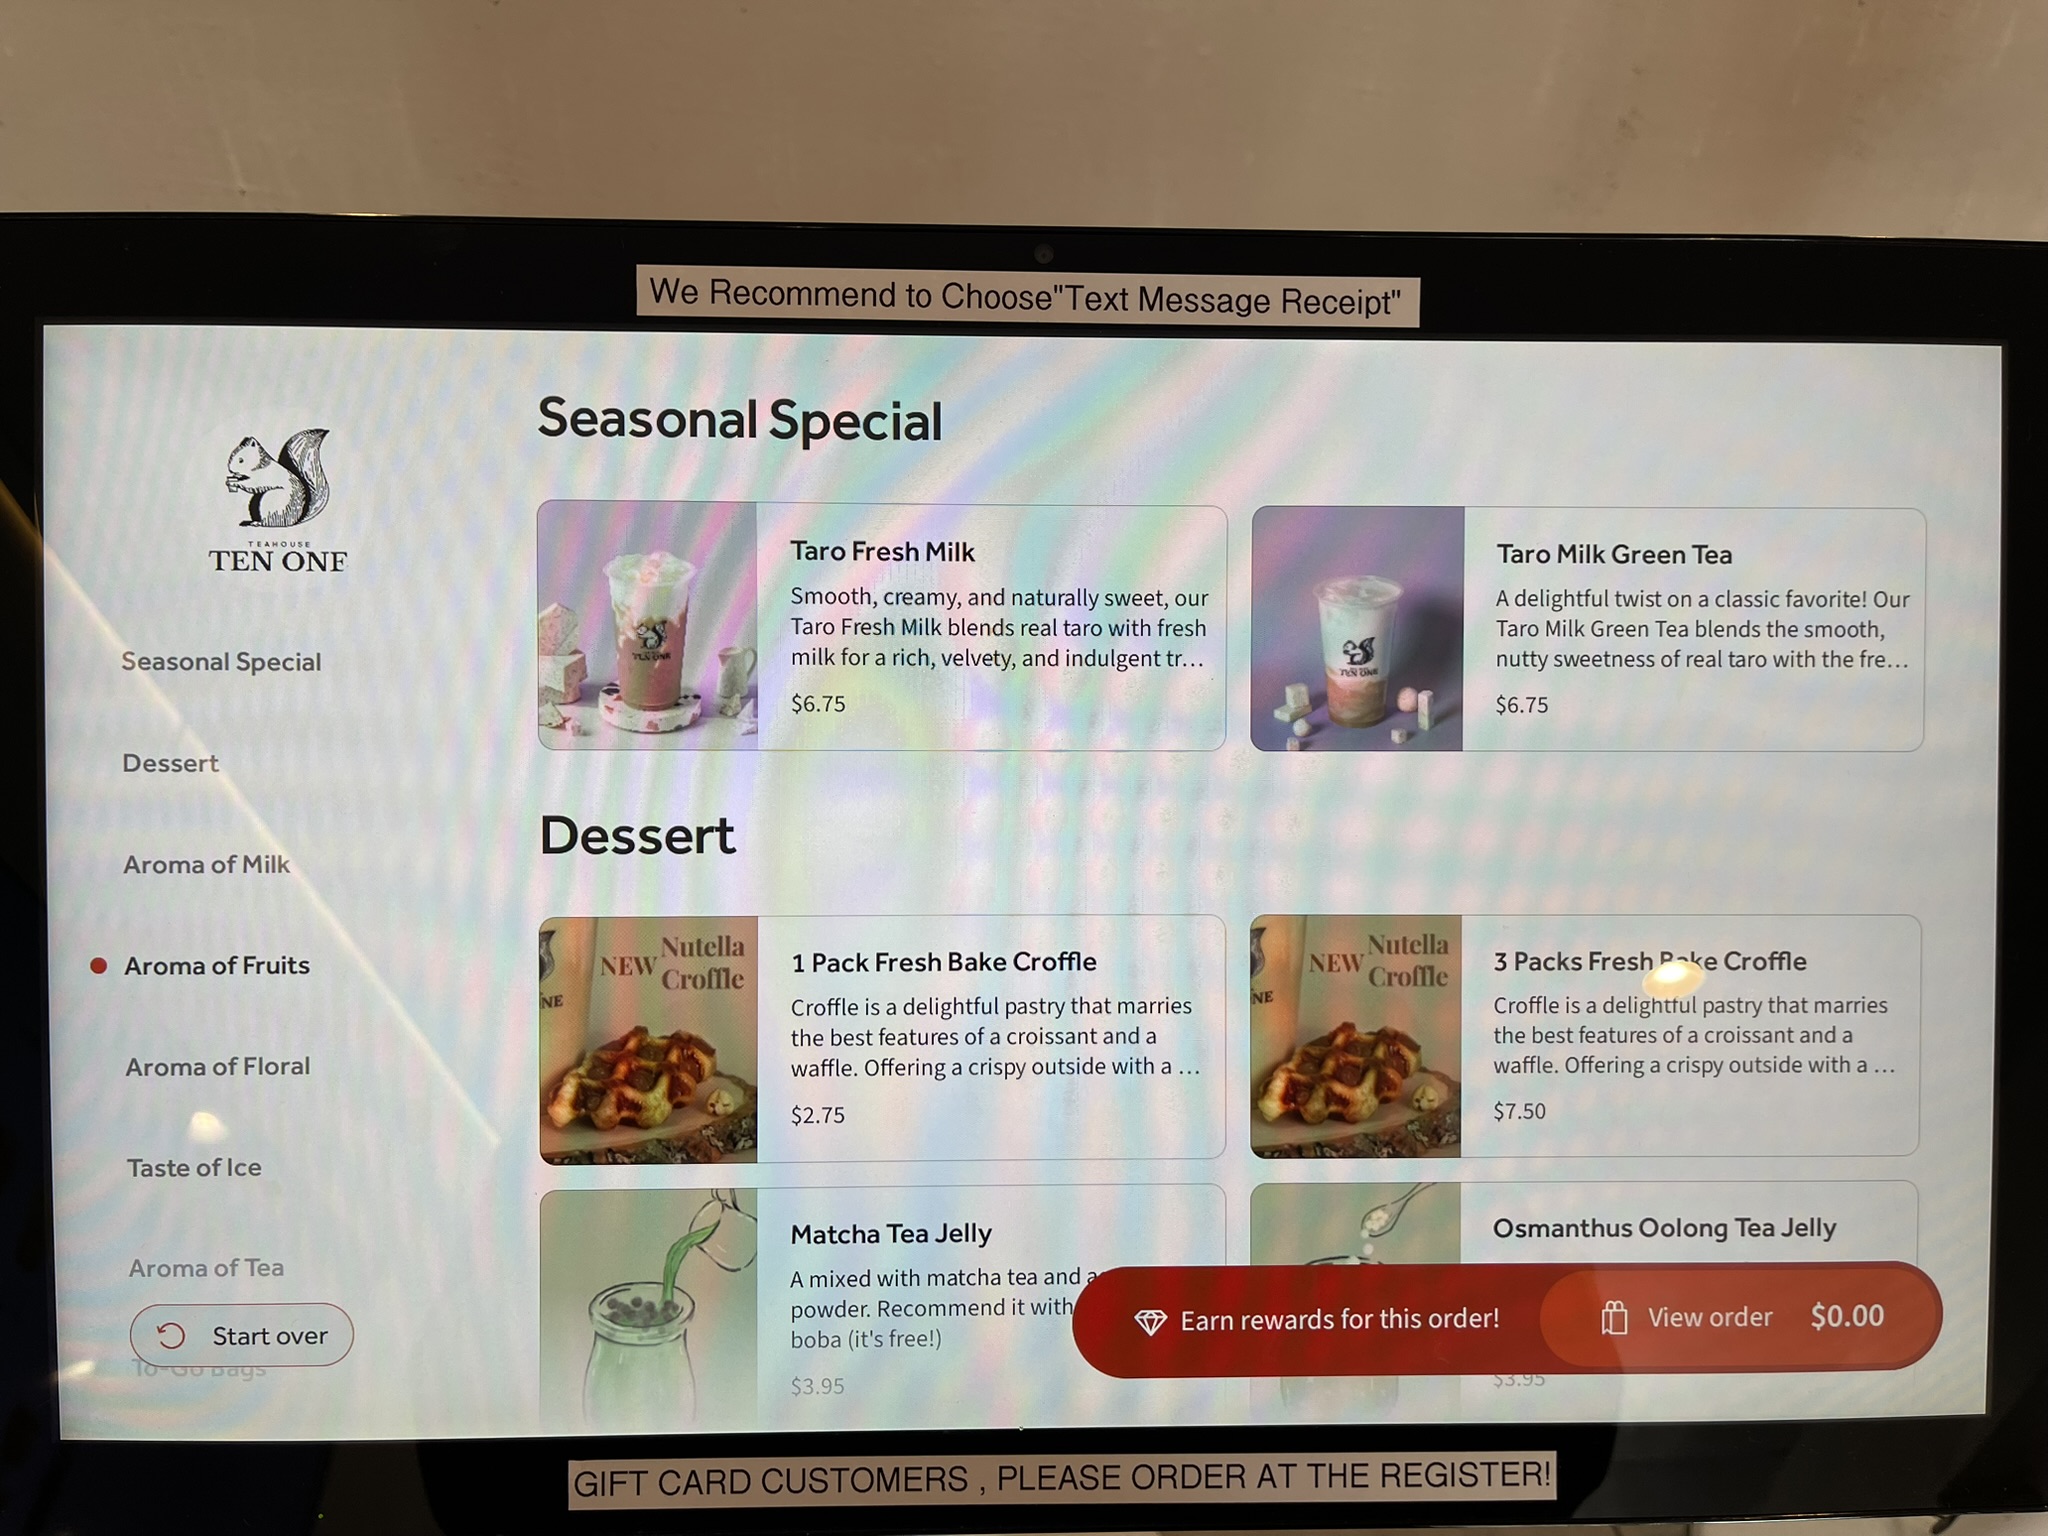 We Recommend to Choose"Text Message Receipt"
TEAHOUSE
TEN ONE
Seasonal Special
Dessert
Aroma of Milk
Aroma of Fruits
Aroma of Floral
Taste of Ice
Aroma of Tea
Start over
To-Go Bags
Seasonal Special
TEN ONE
Taro Fresh Milk
Smooth, creamy, and naturally sweet, our
Taro Fresh Milk blends real taro with fresh
milk for a rich, velvety, and indulgent tr...
$6.75
TEN ONE
Taro Milk Green Tea
A delightful twist on a classic favorite! Our
Taro Milk Green Tea blends the smooth,
nutty sweetness of real taro with the fre...
$6.75
Dessert
NE
NEW Nutella
Croffle
1 Pack Fresh Bake Croffle
Croffle is a delightful pastry that marries
the best features of a croissant and a
waffle. Offering a crispy outside with a ...
$2.75
NE
NEW Nutella
Croffle
3 Packs Fresh Bake Croffle
Croffle is a delightful pastry that marries
the best features of a croissant and a
waffle. Offering a crispy outside with a ...
$7.50
Matcha Tea Jelly
A mixed with matcha tea and
powder. Recommend it with
boba (it's free!)
$3.95
Osmanthus Oolong Tea Jelly
$3.95
Earn rewards for this order!
View order $0.00
GIFT CARD CUSTOMERS , PLEASE ORDER AT THE REGISTER!